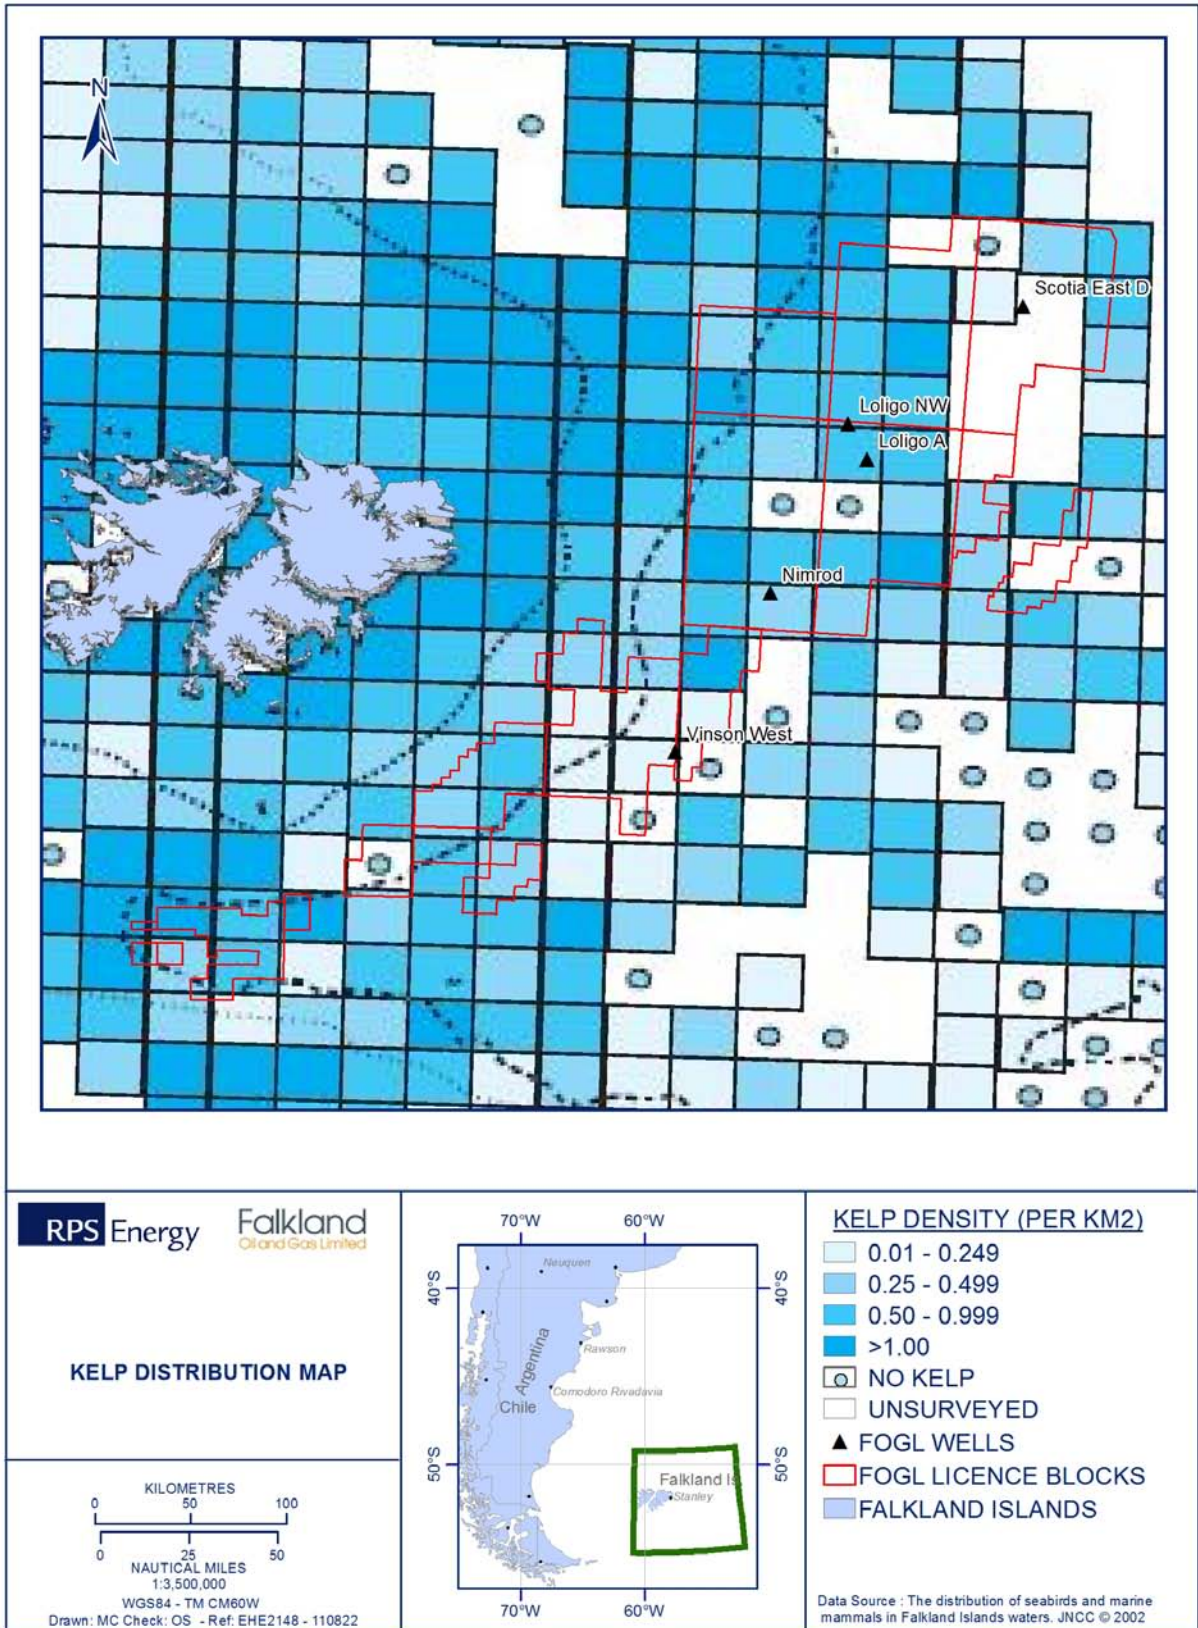 N
Scotia East D
Loligo NW
Loligo A
Nimrod
Vinson West
RPS Energy
Falkland
Oil and Gas Limited
KELP DISTRIBUTION MAP
KILOMETRES
0 50 100
0 25 50
NAUTICAL MILES
1:3,500,000
WGS84 - TM CM60W
Drawn: MC Check: OS - Ref: EHE2148 - 110822
70°W 60°W
40°S 40°S
50°S 50°S
70°W 60°W
Neuquen
Rawson
Argentina
Comodoro Rivadavia
Chile
Falkland Is.
Stanley
KELP DENSITY (PER KM2)
0.01 - 0.249
0.25 - 0.499
0.50 - 0.999
>1.00
NO KELP
UNSURVEYED
FOGL WELLS
FOGL LICENCE BLOCKS
FALKLAND ISLANDS
Data Source : The distribution of seabirds and marine
mammals in Falkland Islands waters. JNCC © 2002